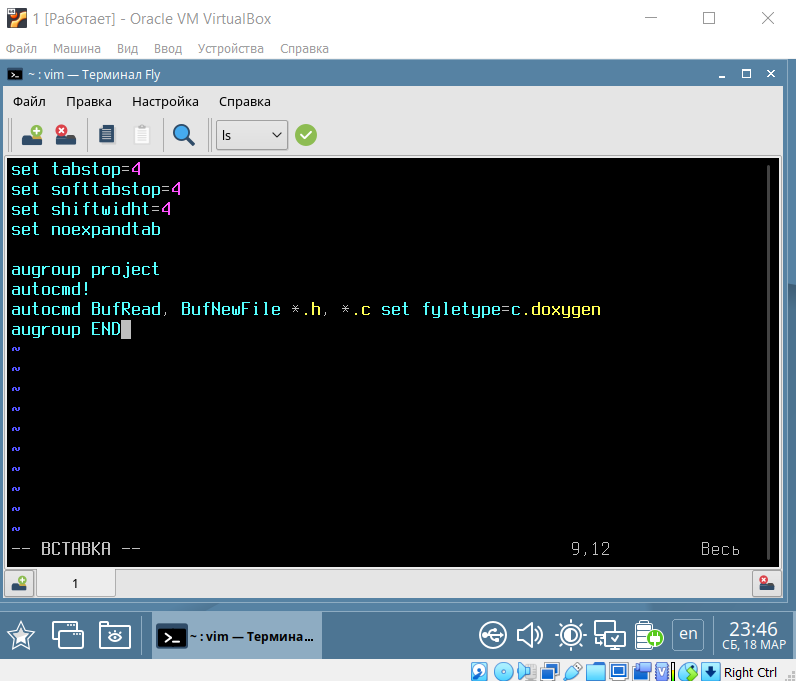 1 [Работает] - Oracle VM VirtualBox
Файл Машина Вид Ввод Устройства Справка
~ : vim — Терминал Fly
Файл Правка Настройка Справка
ls
set tabstop=4
set softtabstop=4
set shiftwidht=4
set noexpandtab
augroup project
autocmd!
autocmd BufRead, BufNewFile *.h, *.c set fyletype=c.doxygen
augroup END
~
~
~
~
~
~
~
~
~
~
-- ВСТАВКА -- 9,12 Весь
1
~ : vim — Термина...
en
23:46
СБ, 18 МАР
Right Ctrl